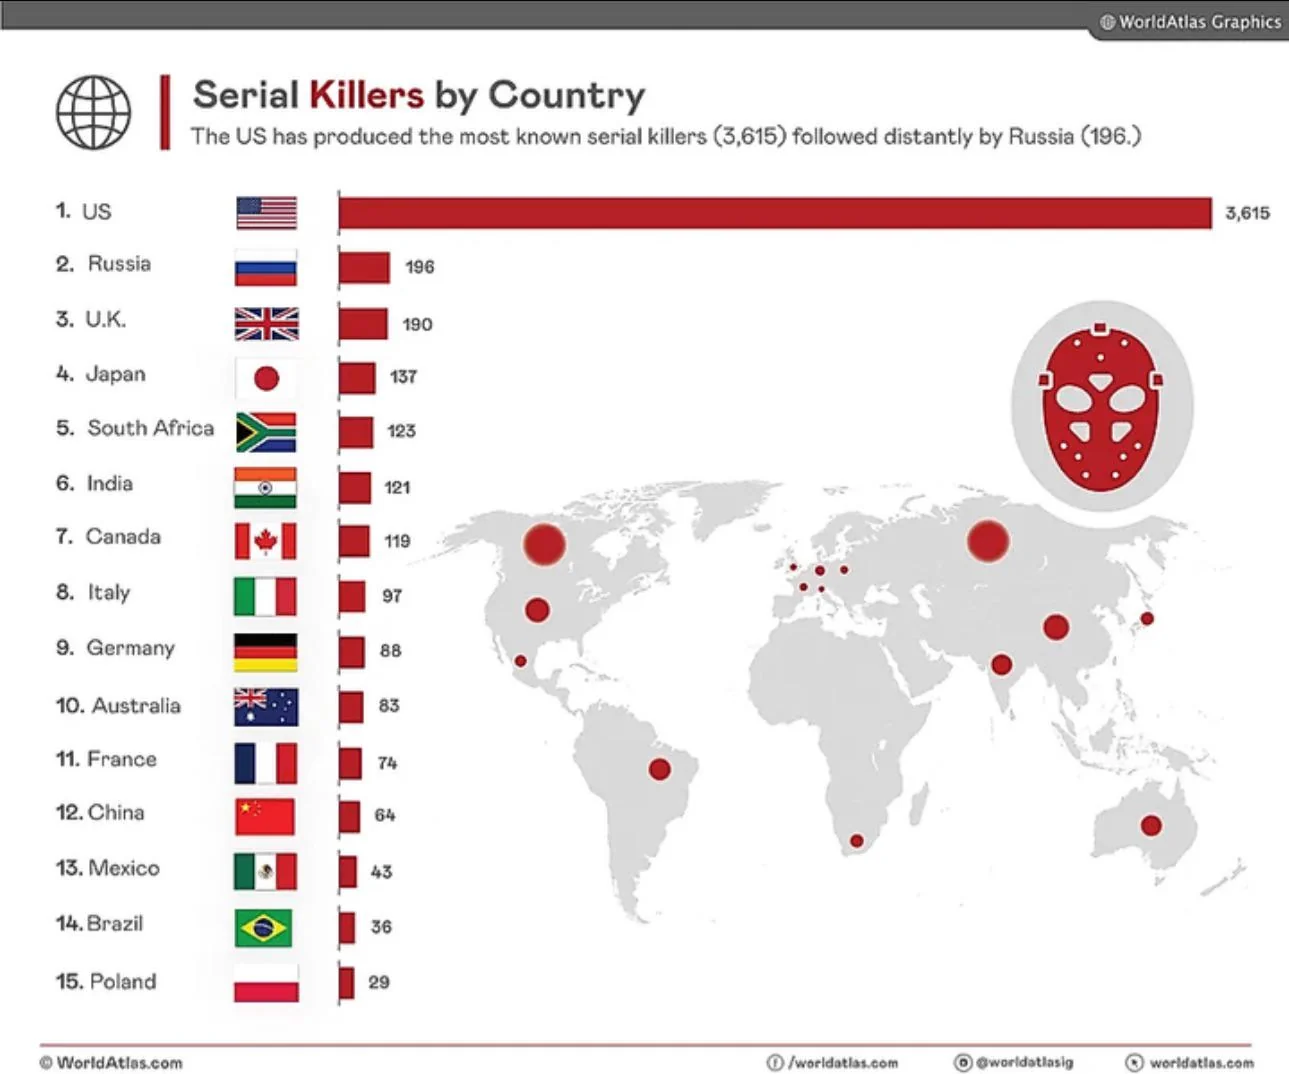 WorldAtlas Graphics
Serial Killers by Country
The US has produced the most known serial killers (3,615) followed distantly by Russia (196.)
1. US 3,615
2. Russia 196
3. U.K. 190
4. Japan 137
5. South Africa 123
6. India 121
7. Canada 119
8. Italy 97
9. Germany 88
10. Australia 83
11. France 74
12. China 64
13. Mexico 43
14. Brazil 36
15. Poland 29
© WorldAtlas.com /worldatlas.com @worldatlasig worldatlas.com